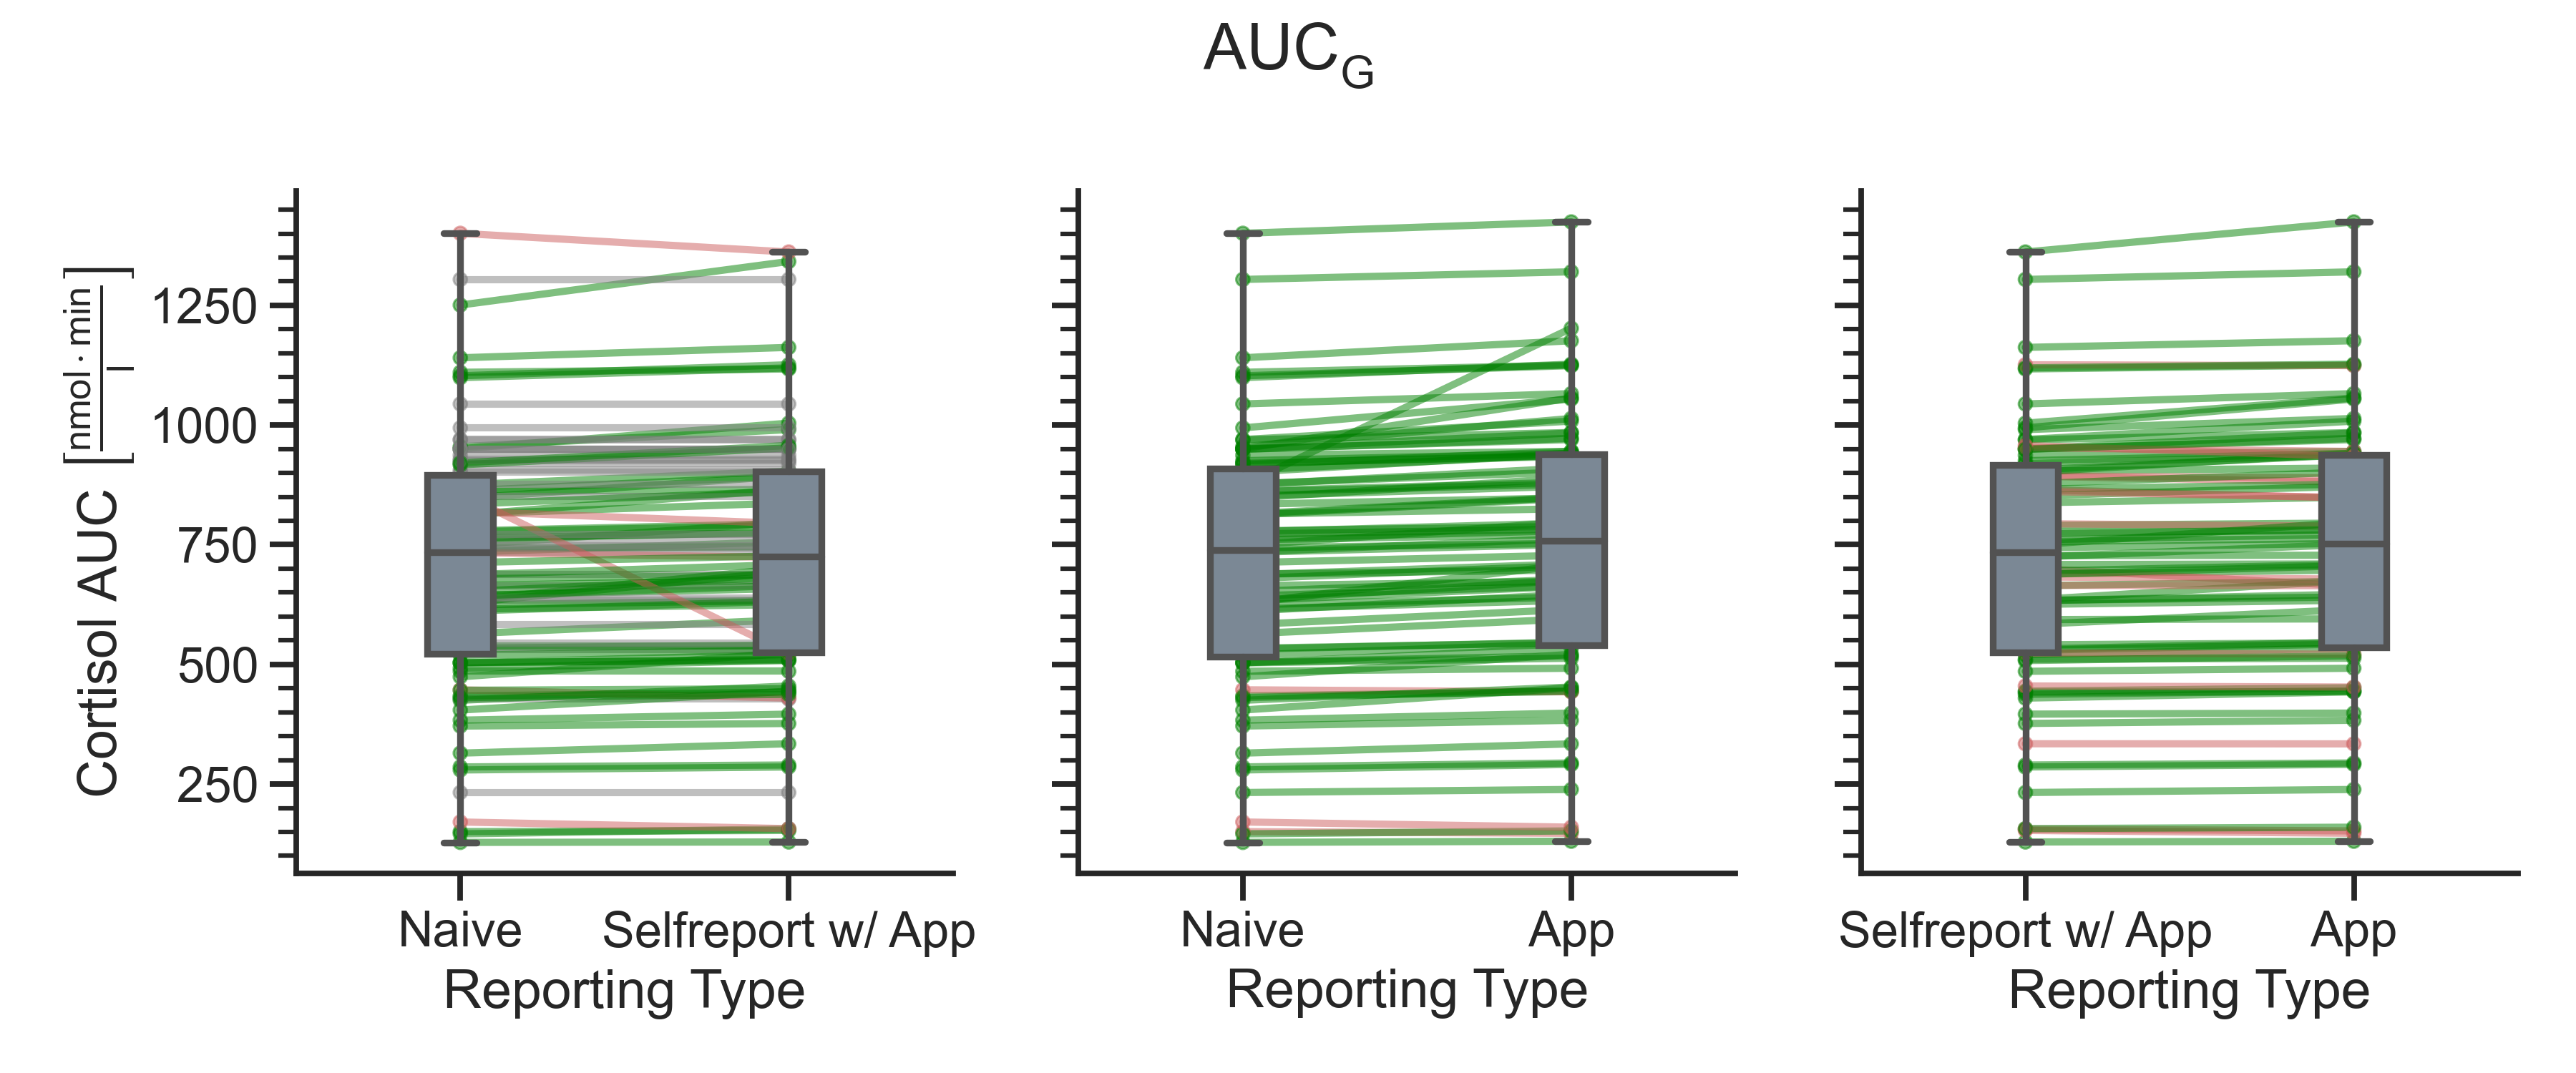 AUC_G
Cortisol AUC [nmol · min / l]
1250
1000
750
500
250
Naive
Selfreport w/ App
Reporting Type
Naive
App
Reporting Type
Selfreport w/ App
App
Reporting Type